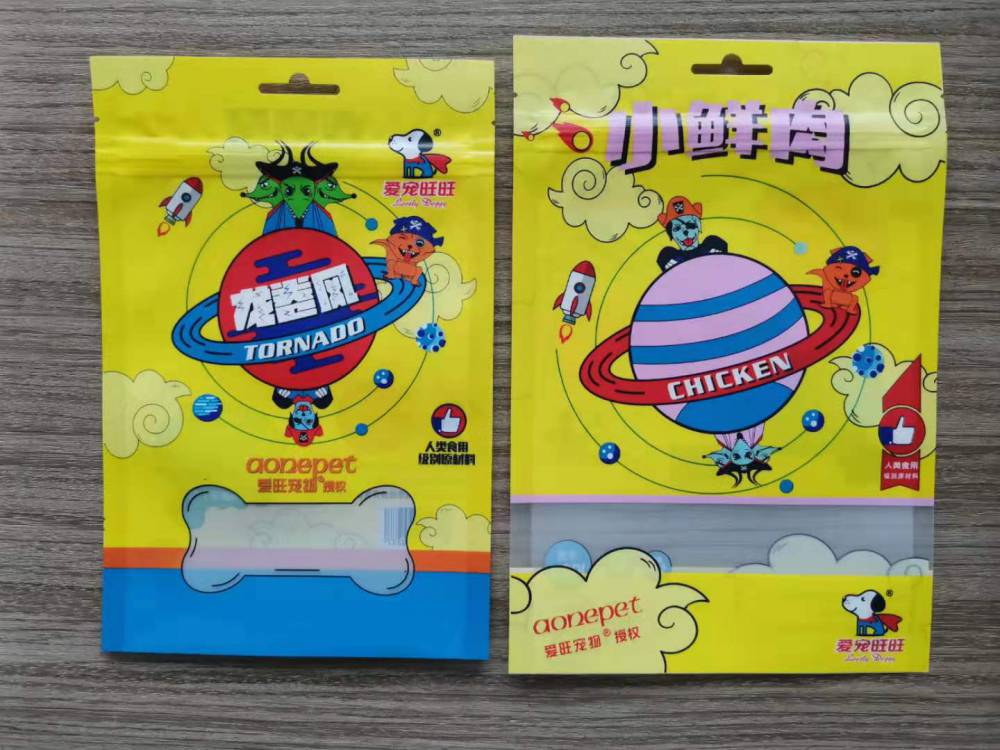 爱宠旺旺
Lovely Doggy
龙卷风
TORNADO
人类食用
级别原材料
aonepet
爱旺宠物®授权
小鲜肉
CHICKEN
人类食用
级别原材料
aonepet
爱旺宠物®授权
爱宠旺旺
Lovely Doggy